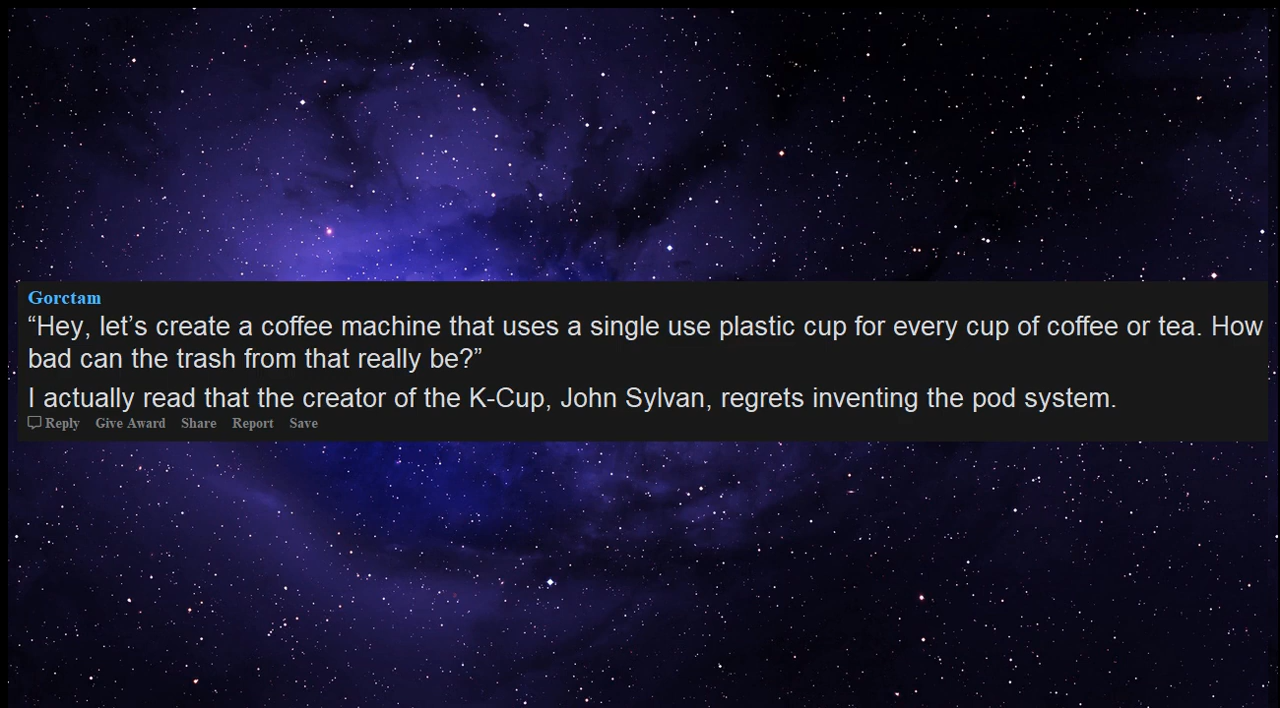 Gorctam
“Hey, let’s create a coffee machine that uses a single use plastic cup for every cup of coffee or tea. How
bad can the trash from that really be?”
I actually read that the creator of the K-Cup, John Sylvan, regrets inventing the pod system.
Reply Give Award Share Report Save